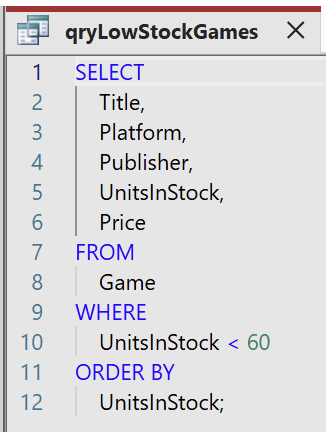 qryLowStockGames
1 SELECT
2 Title,
3 Platform,
4 Publisher,
5 UnitsInStock,
6 Price
7 FROM
8 Game
9 WHERE
10 UnitsInStock < 60
11 ORDER BY
12 UnitsInStock;